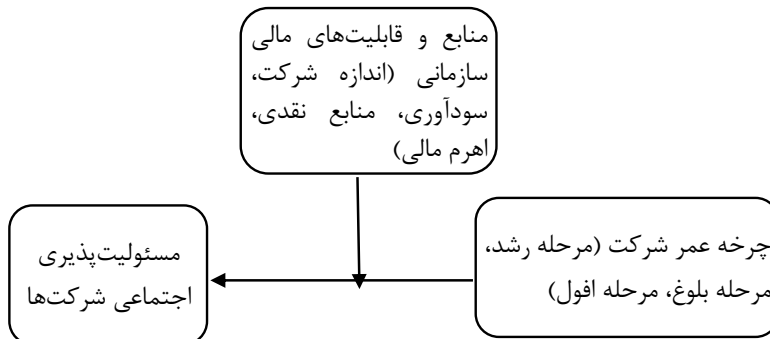 منابع و قابلیت‌های مالی
سازمانی (اندازه شرکت،
سودآوری، منابع نقدی،
اهرم مالی)
چرخه عمر شرکت (مرحله رشد،
مرحله بلوغ، مرحله افول)
مسئولیت‌پذیری
اجتماعی شرکت‌ها